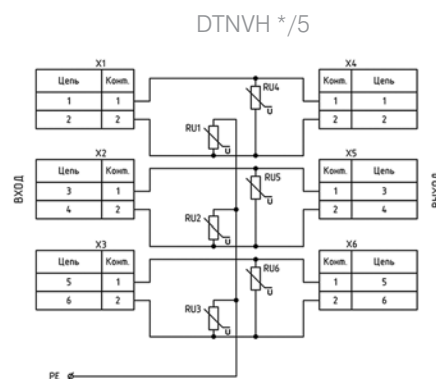 DTNVH */5
X1
Цепь Конт.
1 1
2 2
X4
Конт. Цепь
1 1
2 2
RU4
U
RU1
U
ВХОД
X2
Цепь Конт.
3 1
4 2
X5
Конт. Цепь
1 3
2 4
ВЫХОД
RU5
U
RU2
U
X3
Цепь Конт.
5 1
6 2
X6
Конт. Цепь
1 5
2 6
RU6
U
RU3
U
PE